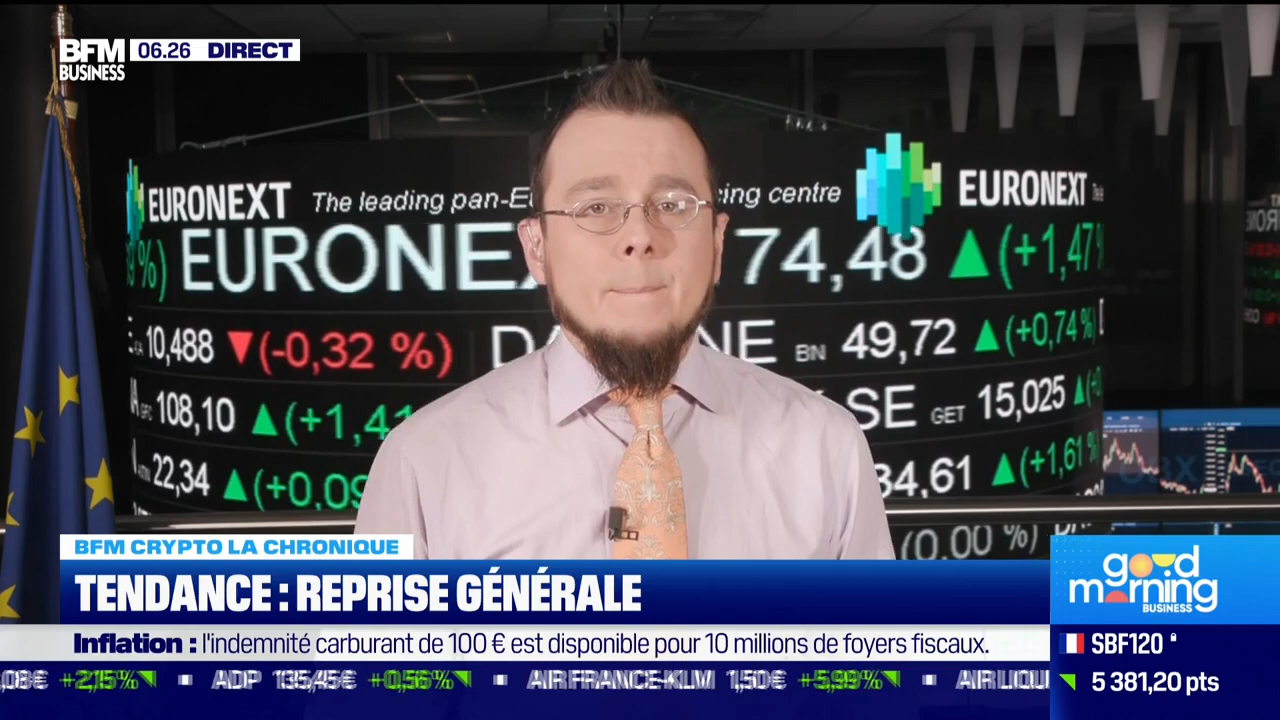 BFM
BUSINESS
06.26 DIRECT
EURONEXT
The leading pan-E
cing centre
EURONEXT
%)
EURONEX
74,48 ▲ (+1,47%
10,488 ▼(-0,32 %)
49,72 ▲ (+0,74 %)
BN
108,10 ▲ (+1,41
SE GET 15,025 ▲
22,34 ▲ (+0,09
34,61 ▲ (+1,61 %)
(0,00 %)
BFM CRYPTO LA CHRONIQUE
TENDANCE : REPRISE GÉNÉRALE
good
morning
BUSINESS
Inflation : l'indemnité carburant de 100 € est disponible pour 10 millions de foyers fiscaux.
SBF120
5 381,20 pts
,08€ +2,15% ADP 135,45€ +0,56% AIR FRANCE-KLM 1,50€ +5,99% AIR LIQUI